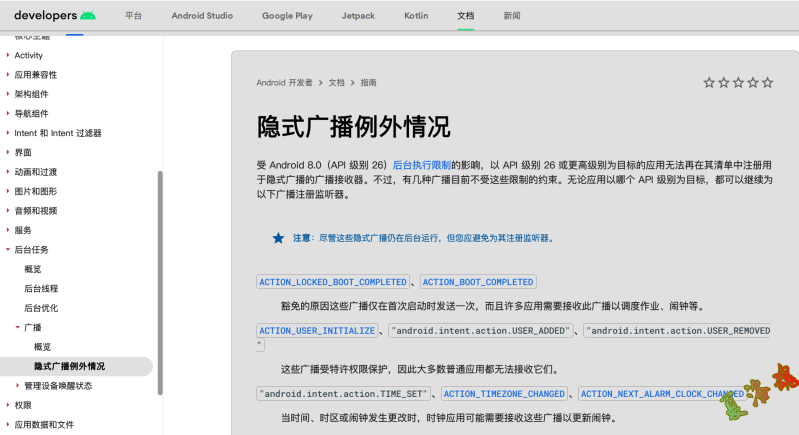 developers 平台 Android Studio Google Play Jetpack Kotlin 文档 新闻
核心主题
Activity
应用兼容性
架构组件
导航组件
Intent 和 Intent 过滤器
界面
动画和过渡
图片和图形
音频和视频
服务
后台任务
概览
后台线程
后台优化
广播
概览
隐式广播例外情况
管理设备唤醒状态
权限
应用数据和文件
Android 开发者 > 文档 > 指南
隐式广播例外情况
受 Android 8.0（API 级别 26）后台执行限制的影响，以 API 级别 26 或更高级别为目标的应用无法再在其清单中注册用
于隐式广播的广播接收器。不过，有几种广播目前不受这些限制的约束。无论应用以哪个 API 级别为目标，都可以继续为
以下广播注册监听器。
注意：尽管这些隐式广播仍在后台运行，但您应避免为其注册监听器。
ACTION_LOCKED_BOOT_COMPLETED、ACTION_BOOT_COMPLETED
豁免的原因这些广播仅在首次启动时发送一次，而且许多应用需要接收此广播以调度作业、闹钟等。
ACTION_USER_INITIALIZE、"android.intent.action.USER_ADDED"、"android.intent.action.USER_REMOVED
"
这些广播受特许权限保护，因此大多数普通应用都无法接收它们。
"android.intent.action.TIME_SET"、ACTION_TIMEZONE_CHANGED、ACTION_NEXT_ALARM_CLOCK_CHANGED
当时间、时区或闹钟发生更改时，时钟应用可能需要接收这些广播以更新闹钟。